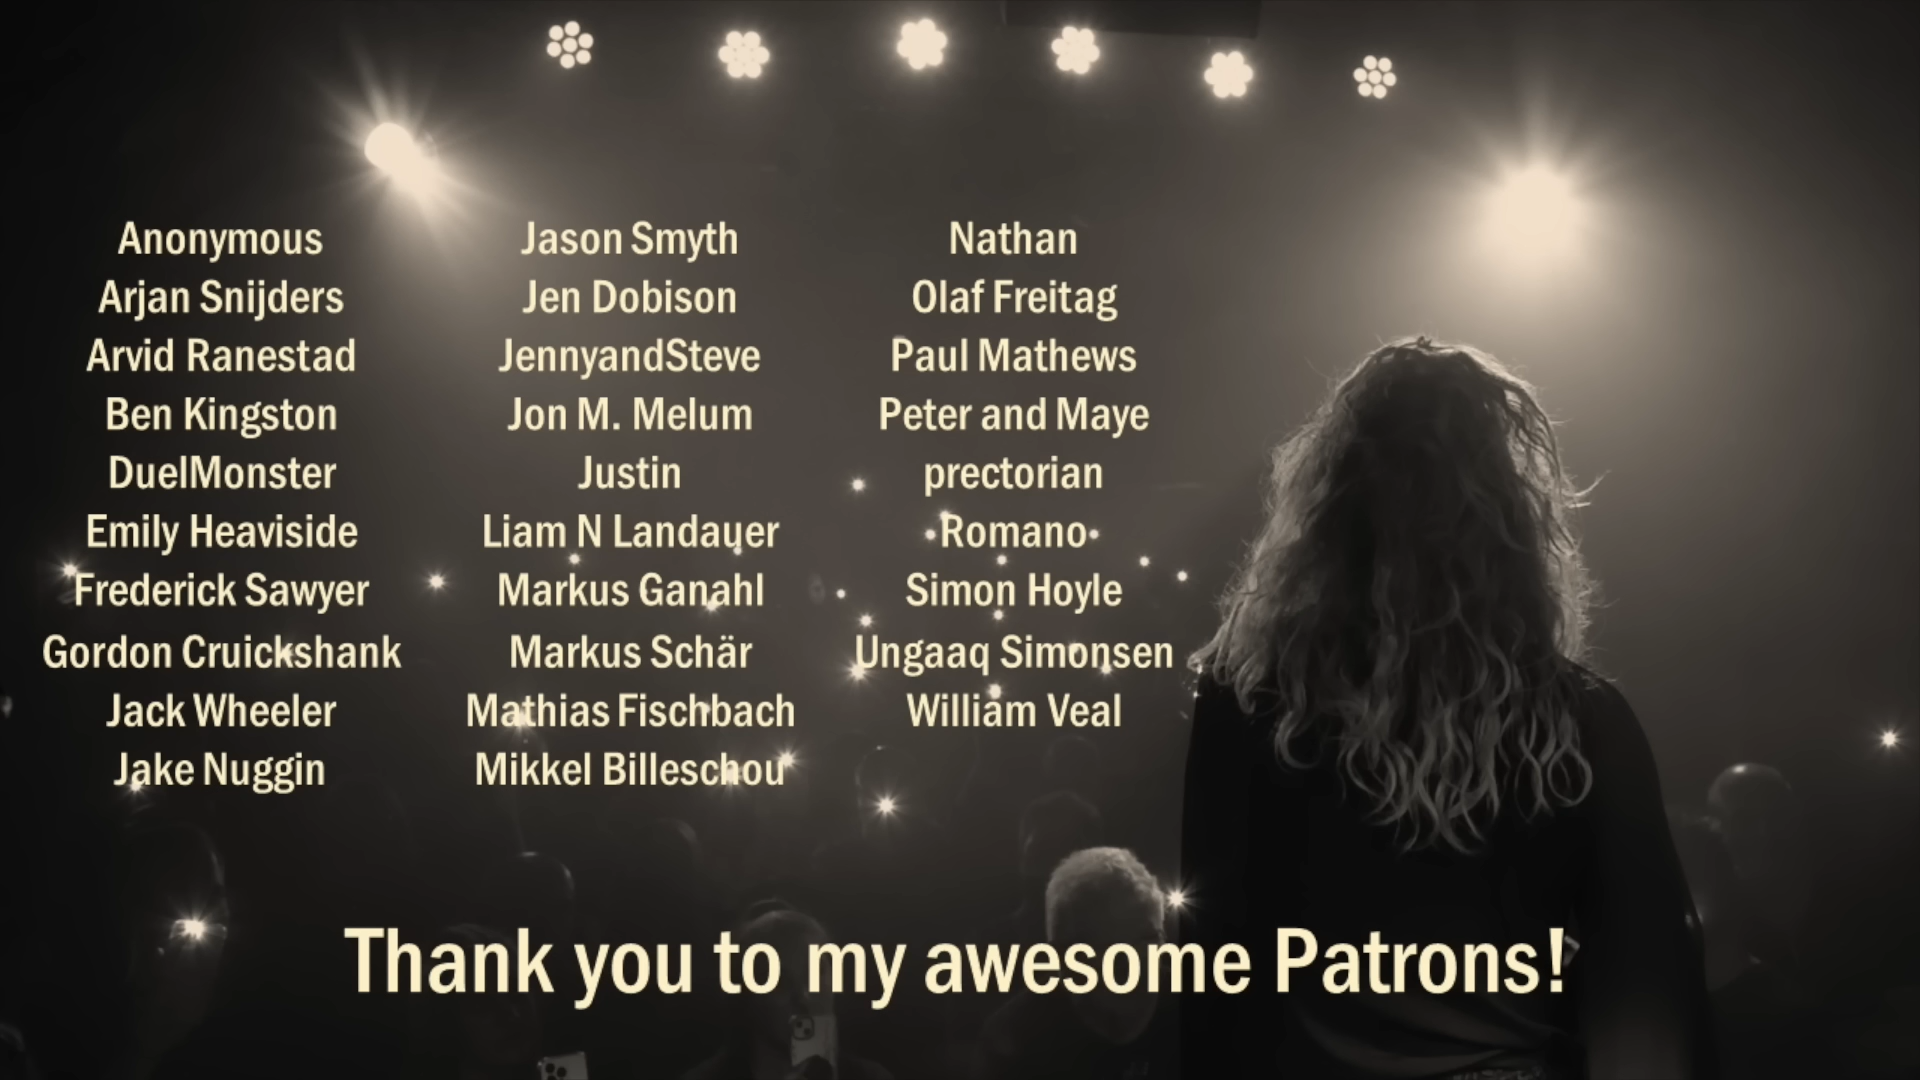 Anonymous
Arjan Snijders
Arvid Ranestad
Ben Kingston
DuelMonster
Emily Heaviside
Frederick Sawyer
Gordon Cruickshank
Jack Wheeler
Jake Nuggin
Jason Smyth
Jen Dobison
JennyandSteve
Jon M. Melum
Justin
Liam N Landauer
Markus Ganahl
Markus Schär
Mathias Fischbach
Mikkel Billeschou
Nathan
Olaf Freitag
Paul Mathews
Peter and Maye
prectorian
Romano
Simon Hoyle
Ungaaq Simonsen
William Veal
Thank you to my awesome Patrons!